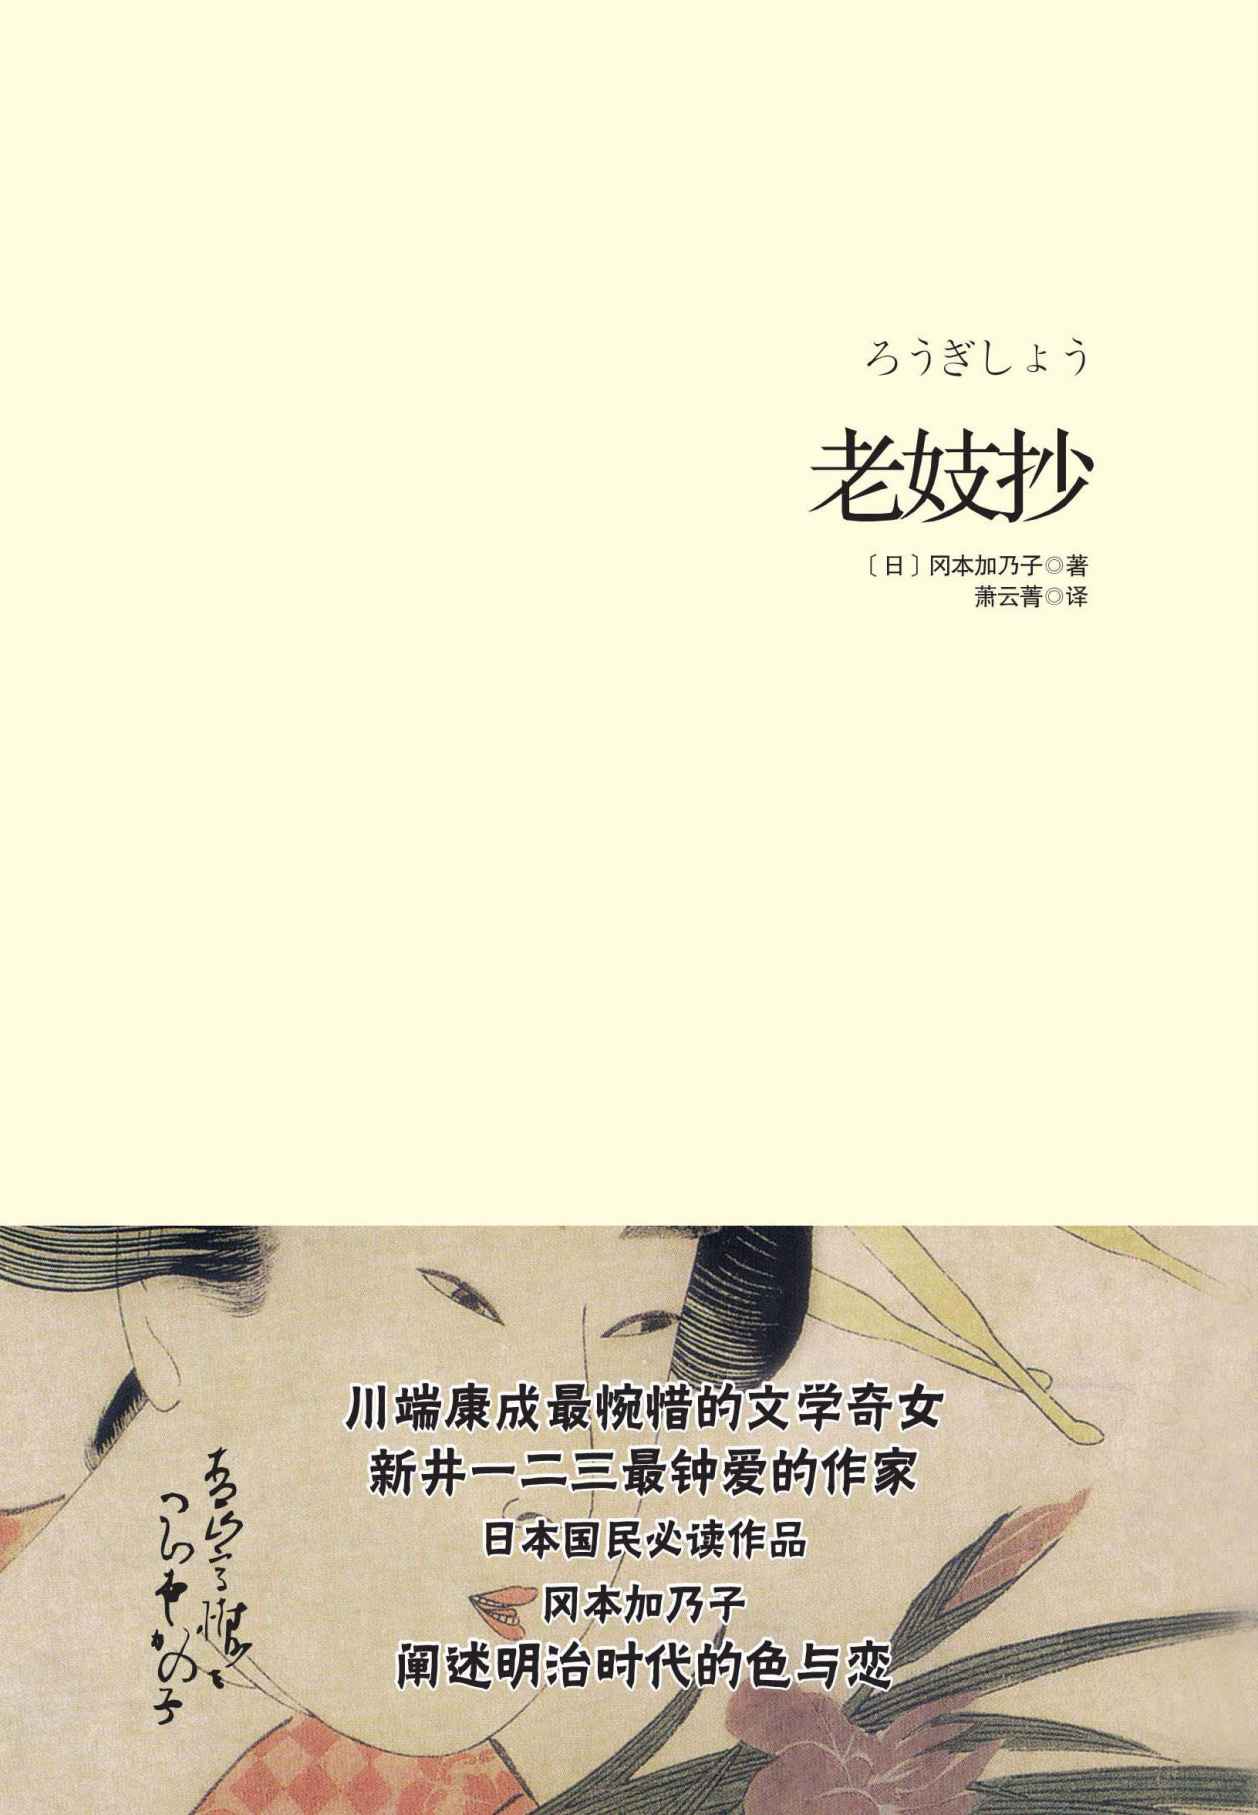 ろうぎしょう
老妓抄
〔日〕冈本加乃子◎著
萧云菁◎译
川端康成最惋惜的文学奇女
新井一二三最钟爱的作家
日本国民必读作品
冈本加乃子
阐述明治时代的色与恋